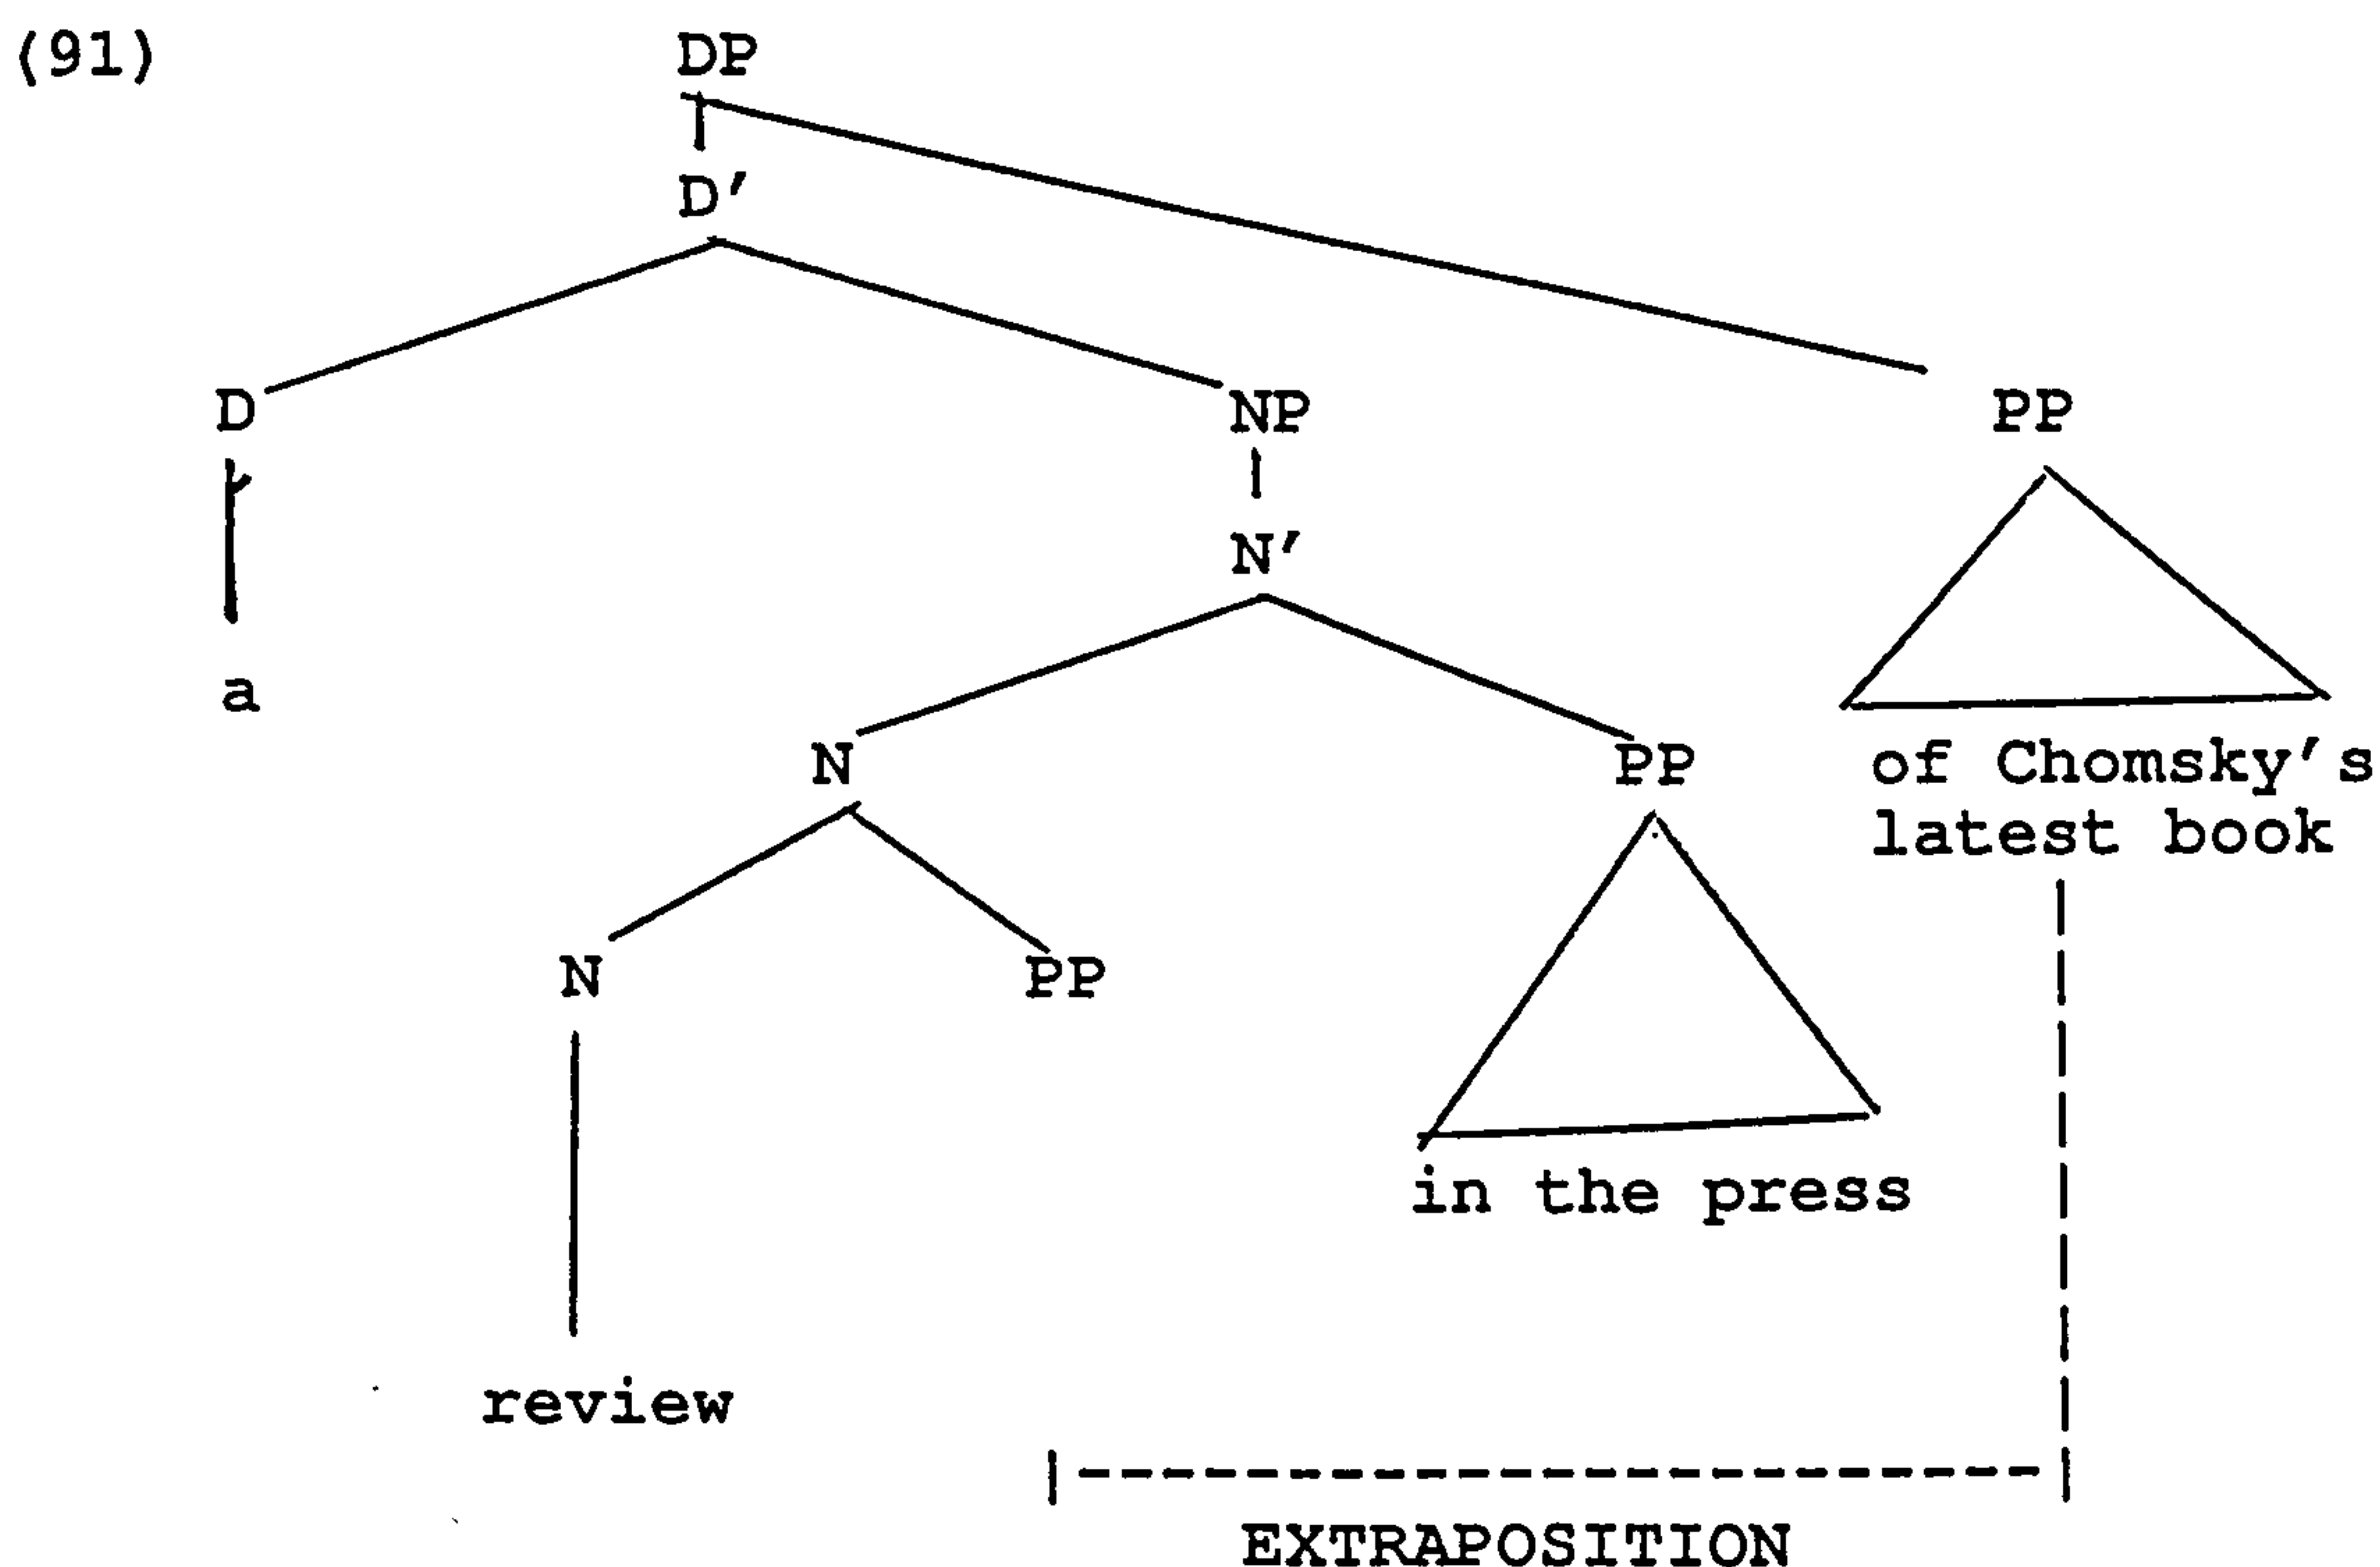 (91) DP
D′
D NP PP
N′
a
N PP of Chomsky′s
latest book
N PP
in the press
review
EXTRAPOSITION